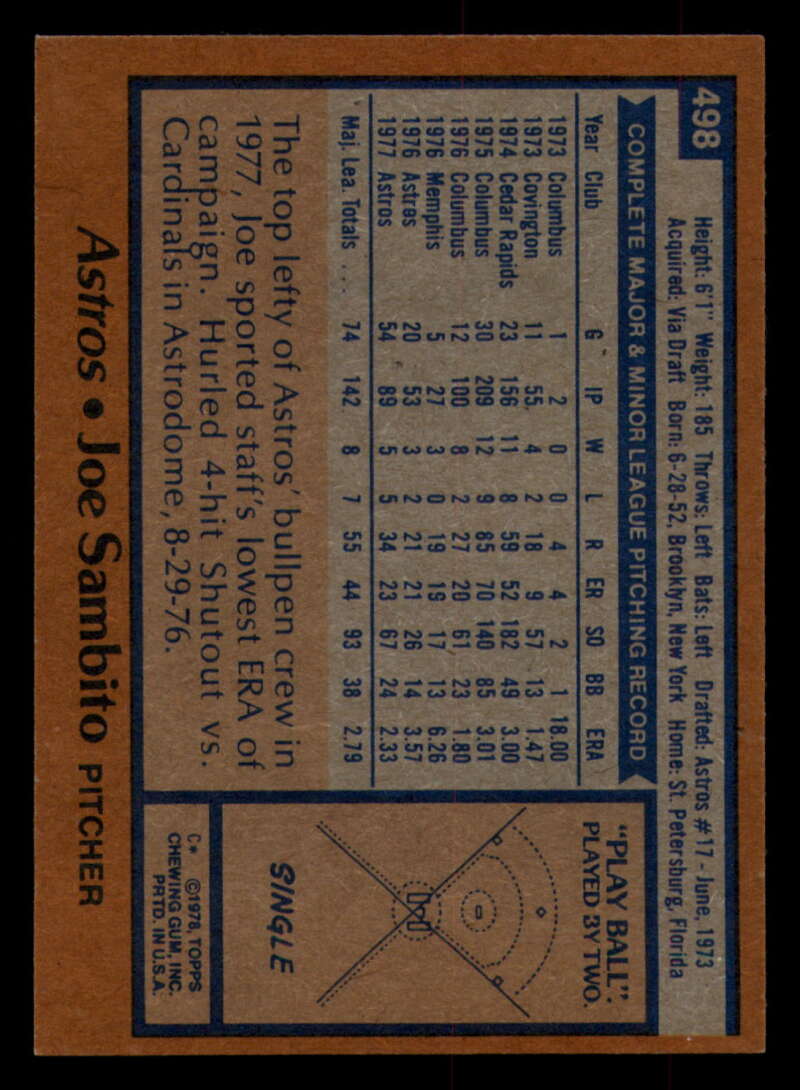 498
Height: 6'1" Weight: 185 Throws: Left Bats: Left Drafted: Astros #17 - June, 1973
Acquired: Via Draft Born: 6-28-52, Brooklyn, New York Home: St. Petersburg, Florida
COMPLETE MAJOR & MINOR LEAGUE PITCHING RECORD
Year Club G IP W L R ER SO BB ERA
1973 Columbus 1 2 0 0 4 4 2 1 18.00
1973 Covington 11 55 4 2 18 9 57 13 1.47
1974 Cedar Rapids 23 156 11 8 59 52 182 49 3.00
1975 Columbus 30 209 12 9 85 70 140 85 3.01
1976 Columbus 12 100 8 2 27 20 61 23 1.80
1976 Memphis 5 27 3 0 19 19 17 13 6.26
1976 Astros 20 53 3 2 21 21 26 14 3.57
1977 Astros 54 89 5 5 34 23 67 24 2.33
Maj. Lea. Totals ... 74 142 8 7 55 44 93 38 2.79
The top lefty of Astros' bullpen crew in
1977, Joe sported staff's lowest ERA of
campaign. Hurled 4-hit Shutout vs.
Cardinals in Astrodome, 8-29-76.
"PLAY BALL":
PLAYED BY TWO.
SINGLE
C* ©1978, TOPPS
CHEWING GUM, INC.
PRTD. IN U.S.A.
Astros • Joe Sambito PITCHER